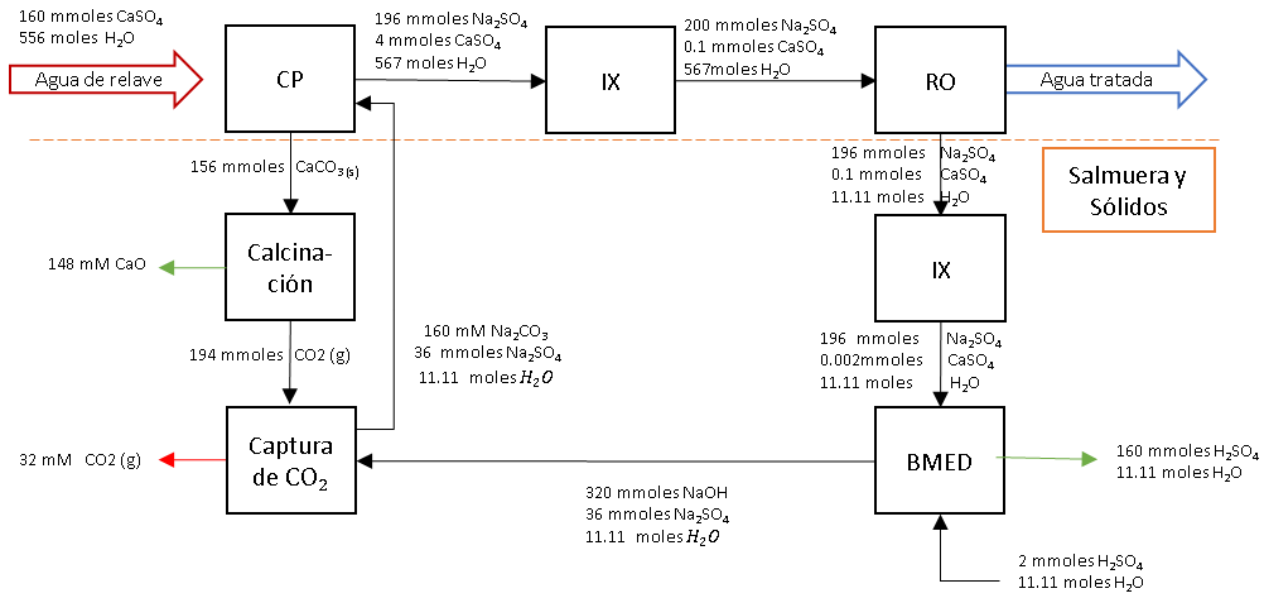 160 mmoles CaSO₄
556 moles H₂O
Agua de relave
CP
196 mmoles Na₂SO₄
4 mmoles CaSO₄
567 moles H₂O
IX
200 mmoles Na₂SO₄
0.1 mmoles CaSO₄
567moles H₂O
RO
Agua tratada
156 mmoles CaCO₃₍ₛ₎
196 mmoles Na₂SO₄
0.1 mmoles CaSO₄
11.11 moles H₂O
Salmuera y
Sólidos
Calcina-
ción
148 mM CaO
IX
194 mmoles CO2 (g)
160 mM Na₂CO₃
36 mmoles Na₂SO₄
11.11 moles H₂O
196 mmoles Na₂SO₄
0.002mmoles CaSO₄
11.11 moles H₂O
Captura
de CO₂
32 mM CO2 (g)
BMED
160 mmoles H₂SO₄
11.11 moles H₂O
320 mmoles NaOH
36 mmoles Na₂SO₄
11.11 moles H₂O
2 mmoles H₂SO₄
11.11 moles H₂O